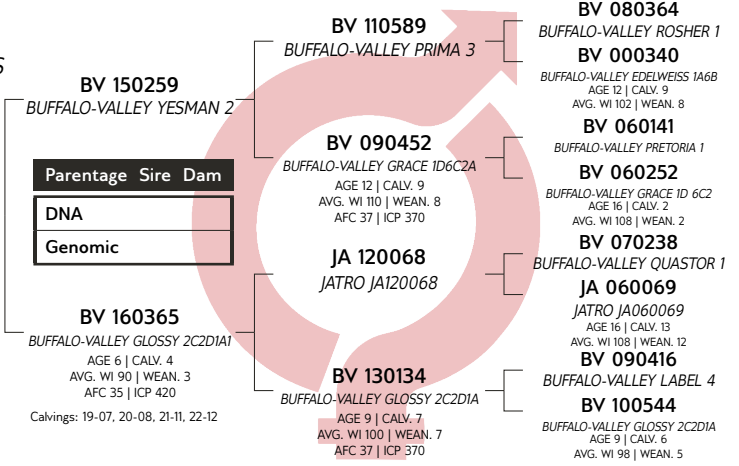 S
BV 150259
BUFFALO-VALLEY YESMAN 2
Parentage Sire Dam
DNA
Genomic
BV 160365
BUFFALO-VALLEY GLOSSY 2C2D1A1
AGE 6 | CALV. 4
AVG. WI 90 | WEAN. 3
AFC 35 | ICP 420
Calvings: 19-07, 20-08, 21-11, 22-12
BV 110589
BUFFALO-VALLEY PRIMA 3
BV 090452
BUFFALO-VALLEY GRACE 1D6C2A
AGE 12 | CALV. 9
AVG. WI 110 | WEAN. 8
AFC 37 | ICP 370
JA 120068
JATRO JA120068
BV 130134
BUFFALO-VALLEY GLOSSY 2C2D1A
AGE 9 | CALV. 7
AVG. WI 100 | WEAN. 7
AFC 37 | ICP 370
BV 080364
BUFFALO-VALLEY ROSHER 1
BV 000340
BUFFALO-VALLEY EDELWEISS 1A6B
AGE 12 | CALV. 9
AVG. WI 102 | WEAN. 8
BV 060141
BUFFALO-VALLEY PRETORIA 1
BV 060252
BUFFALO-VALLEY GRACE 1D 6C2
AGE 16 | CALV. 2
AVG. WI 108 | WEAN. 2
BV 070238
BUFFALO-VALLEY QUASTOR 1
JA 060069
JATRO JA060069
AGE 16 | CALV. 13
AVG. WI 108 | WEAN. 12
BV 090416
BUFFALO-VALLEY LABEL 4
BV 100544
BUFFALO-VALLEY GLOSSY 2C2D1A
AGE 9 | CALV. 6
AVG. WI 98 | WEAN. 5